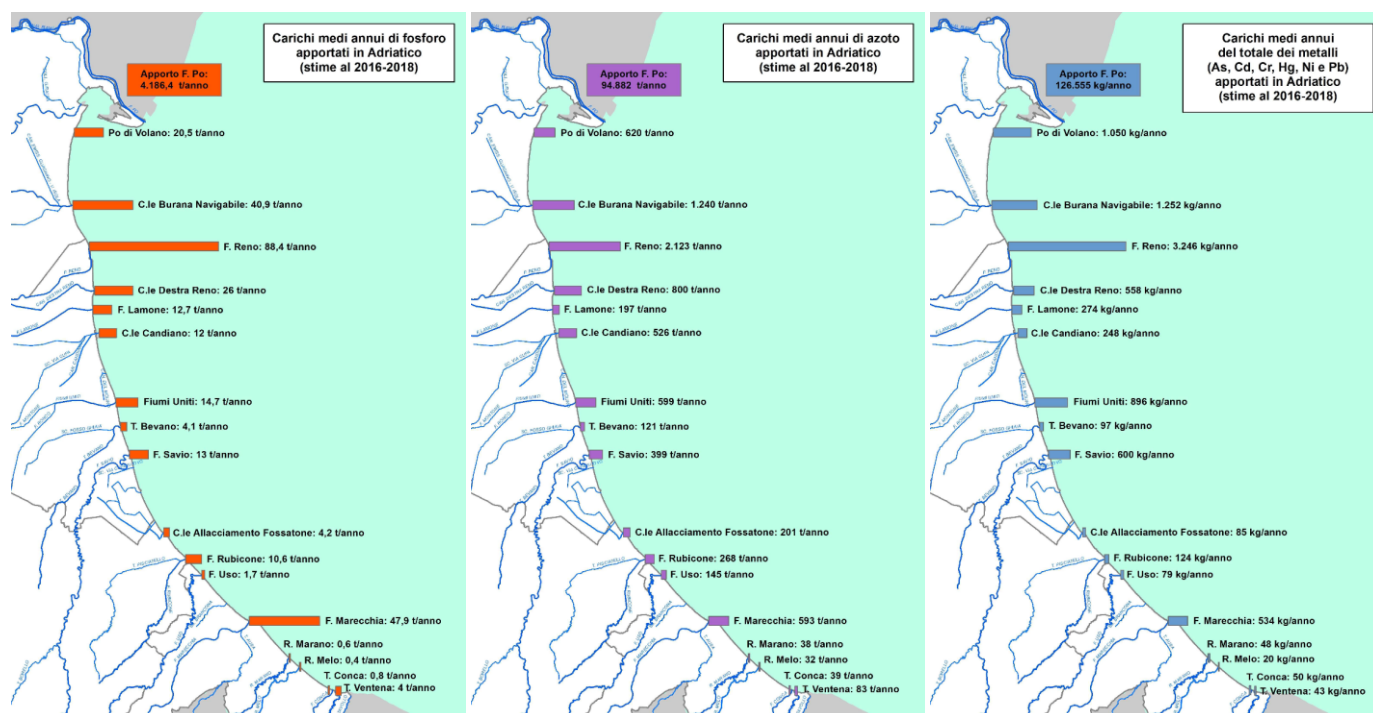 Carichi medi annui di fosforo
apportati in Adriatico
(stime al 2016-2018)
Apporto F. Po:
4.186,4 t/anno
Po di Volano: 20,5 t/anno
C.le Burana Navigabile: 40,9 t/anno
F. Reno: 88,4 t/anno
C.le Destra Reno: 26 t/anno
F. Lamone: 12,7 t/anno
C.le Candiano: 12 t/anno
Fiumi Uniti: 14,7 t/anno
T. Bevano: 4,1 t/anno
F. Savio: 13 t/anno
C.le Allacciamento Fossatone: 4,2 t/anno
F. Rubicone: 10,6 t/anno
F. Uso: 1,7 t/anno
F. Marecchia: 47,9 t/anno
R. Marano: 0,6 t/anno
R. Melo: 0,4 t/anno
T. Conca: 0,8 t/anno
T. Ventena: 4 t/anno
Carichi medi annui di azoto
apportati in Adriatico
(stime al 2016-2018)
Apporto F. Po:
94.882 t/anno
Po di Volano: 620 t/anno
C.le Burana Navigabile: 1.240 t/anno
F. Reno: 2.123 t/anno
C.le Destra Reno: 800 t/anno
F. Lamone: 197 t/anno
C.le Candiano: 526 t/anno
Fiumi Uniti: 599 t/anno
T. Bevano: 121 t/anno
F. Savio: 399 t/anno
C.le Allacciamento Fossatone: 201 t/anno
F. Rubicone: 268 t/anno
F. Uso: 145 t/anno
F. Marecchia: 593 t/anno
R. Marano: 38 t/anno
R. Melo: 32 t/anno
T. Conca: 39 t/anno
T. Ventena: 83 t/anno
Carichi medi annui
del totale dei metalli
(As, Cd, Cr, Hg, Ni e Pb)
apportati in Adriatico
(stime al 2016-2018)
Apporto F. Po:
126.555 kg/anno
Po di Volano: 1.050 kg/anno
C.le Burana Navigabile: 1.252 kg/anno
F. Reno: 3.246 kg/anno
C.le Destra Reno: 558 kg/anno
F. Lamone: 274 kg/anno
C.le Candiano: 248 kg/anno
Fiumi Uniti: 896 kg/anno
T. Bevano: 97 kg/anno
F. Savio: 600 kg/anno
C.le Allacciamento Fossatone: 85 kg/anno
F. Rubicone: 124 kg/anno
F. Uso: 79 kg/anno
F. Marecchia: 534 kg/anno
R. Marano: 48 kg/anno
R. Melo: 20 kg/anno
T. Conca: 50 kg/anno
T. Ventena: 43 kg/anno